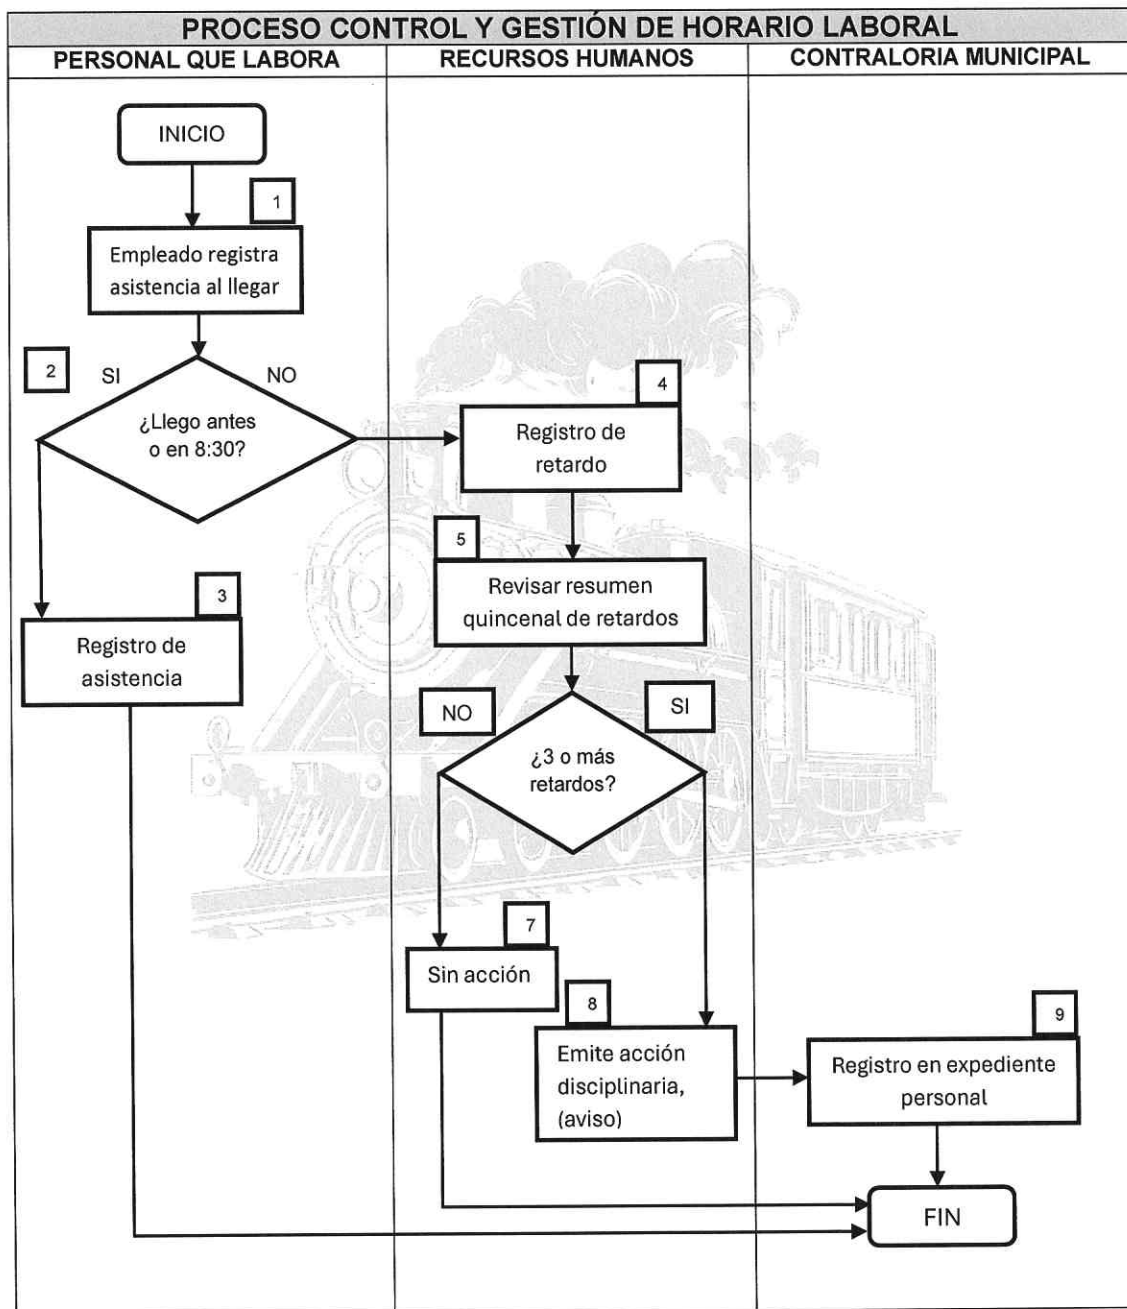 PROCESO CONTROL Y GESTIÓN DE HORARIO LABORAL
PERSONAL QUE LABORA
RECURSOS HUMANOS
CONTRALORIA MUNICIPAL
INICIO
1
Empleado registra
asistencia al llegar
2
SI
NO
¿Llego antes
o en 8:30?
3
Registro de
asistencia
4
Registro de
retardo
5
Revisar resumen
quincenal de retardos
NO
SI
¿3 o más
retardos?
7
Sin acción
8
Emite acción
disciplinaria,
(aviso)
9
Registro en expediente
personal
FIN